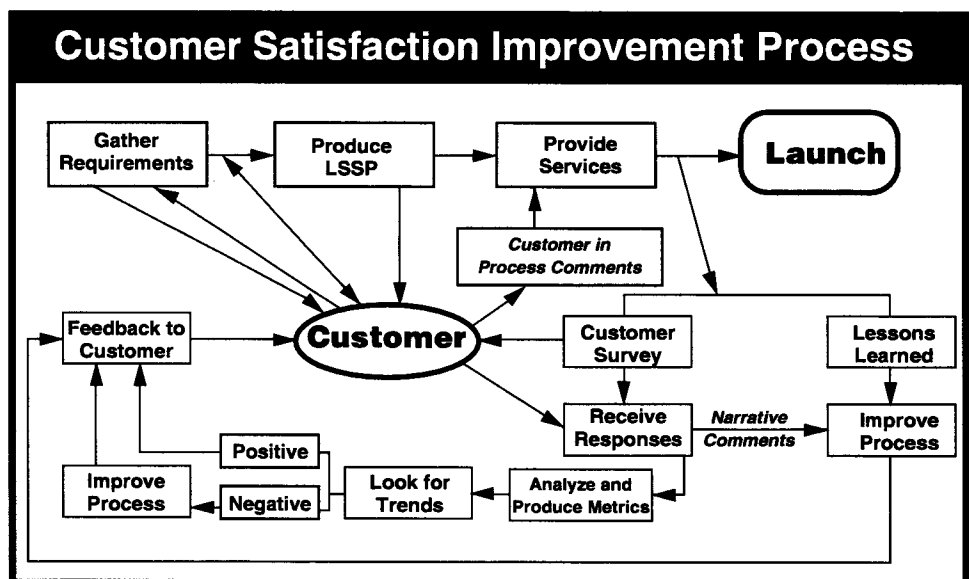 Customer Satisfaction Improvement Process
Gather
Requirements
Produce
LSSP
Provide
Services
Launch
Customer in
Process Comments
Feedback to
Customer
Customer
Customer
Survey
Lessons
Learned
Receive
Responses
Narrative
Comments
Improve
Process
Positive
Negative
Improve
Process
Look for
Trends
Analyze and
Produce Metrics